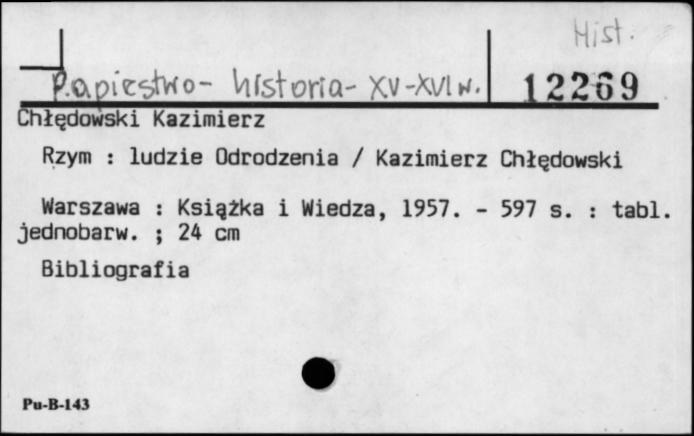 Hist.
Papiestwo - historia - XV-XVI w.
12269
Chłędowski Kazimierz
Rzym : ludzie Odrodzenia / Kazimierz Chłędowski
Warszawa : Książka i Wiedza, 1957. - 597 s. : tabl.
jednobarw. ; 24 cm
Bibliografia
Pu-B-143